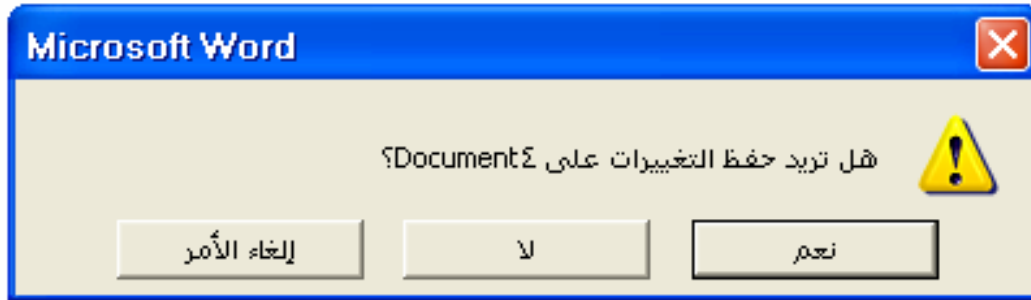 Microsoft Word
هل تريد حفظ التغييرات على Document٤؟
نعم
لا
إلغاء الأمر